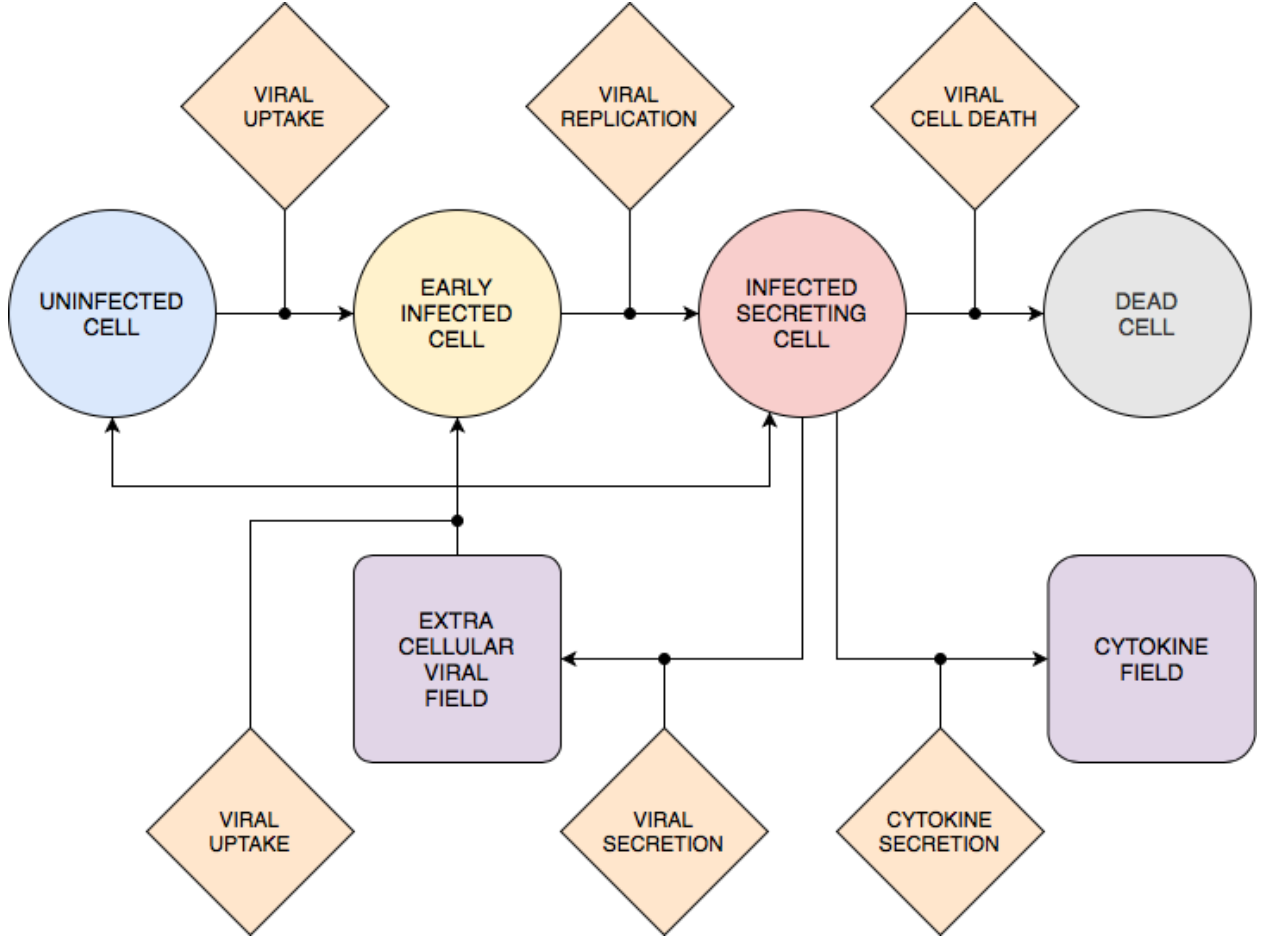 VIRAL
UPTAKE
VIRAL
REPLICATION
VIRAL
CELL DEATH
UNINFECTED
CELL
EARLY
INFECTED
CELL
INFECTED
SECRETING
CELL
DEAD
CELL
EXTRA
CELLULAR
VIRAL
FIELD
CYTOKINE
FIELD
VIRAL
UPTAKE
VIRAL
SECRETION
CYTOKINE
SECRETION